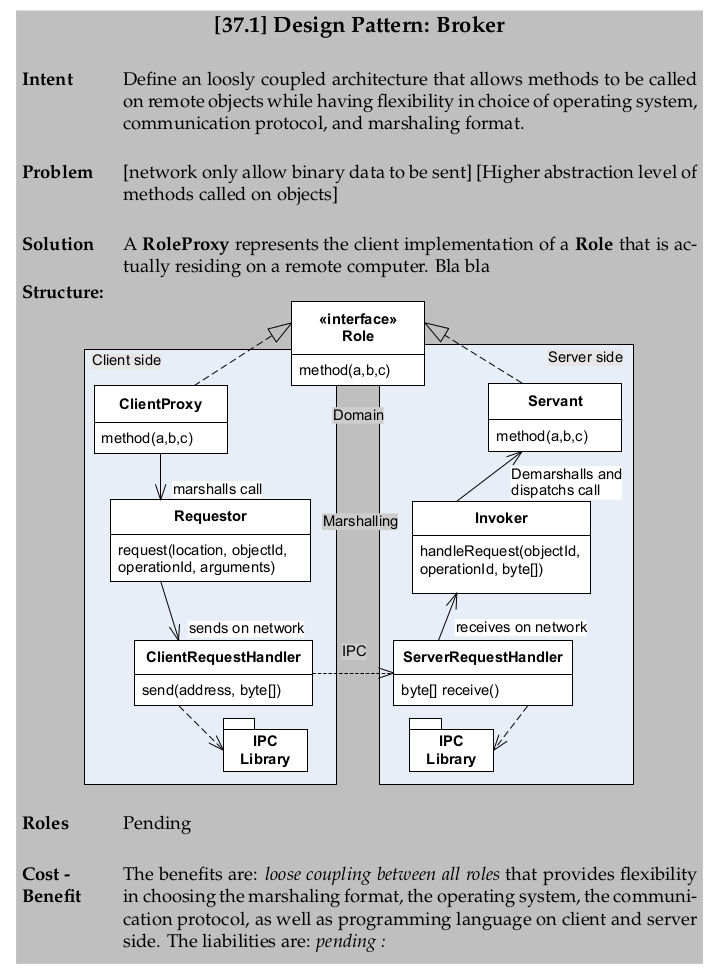 [37.1] Design Pattern: Broker
Intent Define an loosly coupled architecture that allows methods to be called
on remote objects while having flexibility in choice of operating system,
communication protocol, and marshaling format.
Problem [network only allow binary data to be sent] [Higher abstraction level of
methods called on objects]
Solution A RoleProxy represents the client implementation of a Role that is ac-
tually residing on a remote computer. Bla bla
Structure:
«interface»
Role
method(a,b,c)
Client side
Server side
ClientProxy
method(a,b,c)
Domain
Servant
method(a,b,c)
marshalls call
Demarshalls and
dispatchs call
Requestor
request(location, objectId,
operationId, arguments)
Marshalling
Invoker
handleRequest(objectId,
operationId, byte[])
sends on network
receives on network
ClientRequestHandler
send(address, byte[])
IPC
ServerRequestHandler
byte[] receive()
IPC
Library
IPC
Library
Roles Pending
Cost - The benefits are: loose coupling between all roles that provides flexibility
Benefit in choosing the marshaling format, the operating system, the communi-
cation protocol, as well as programming language on client and server
side. The liabilities are: pending :